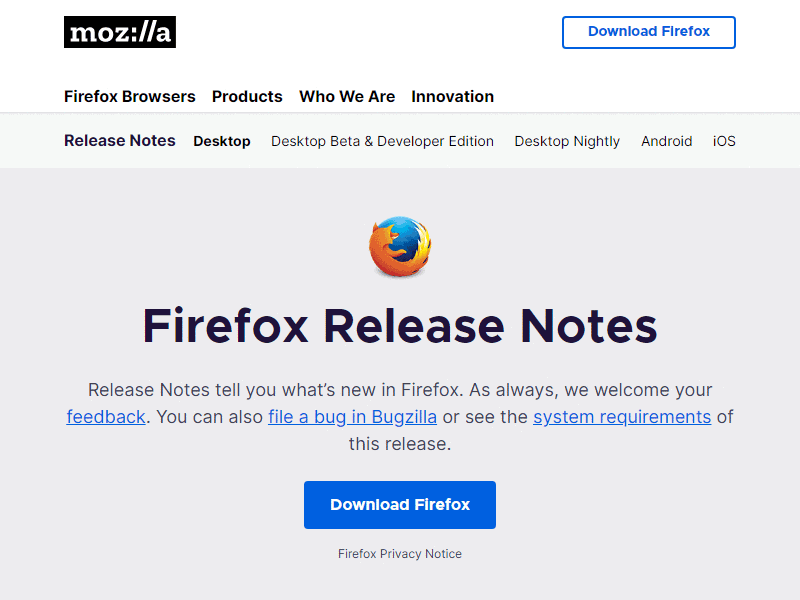 moz://a
Download Firefox
Firefox Browsers Products Who We Are Innovation
Release Notes Desktop Desktop Beta & Developer Edition Desktop Nightly Android iOS
Firefox Release Notes
Release Notes tell you what’s new in Firefox. As always, we welcome your
feedback. You can also file a bug in Bugzilla or see the system requirements of
this release.
Download Firefox
Firefox Privacy Notice